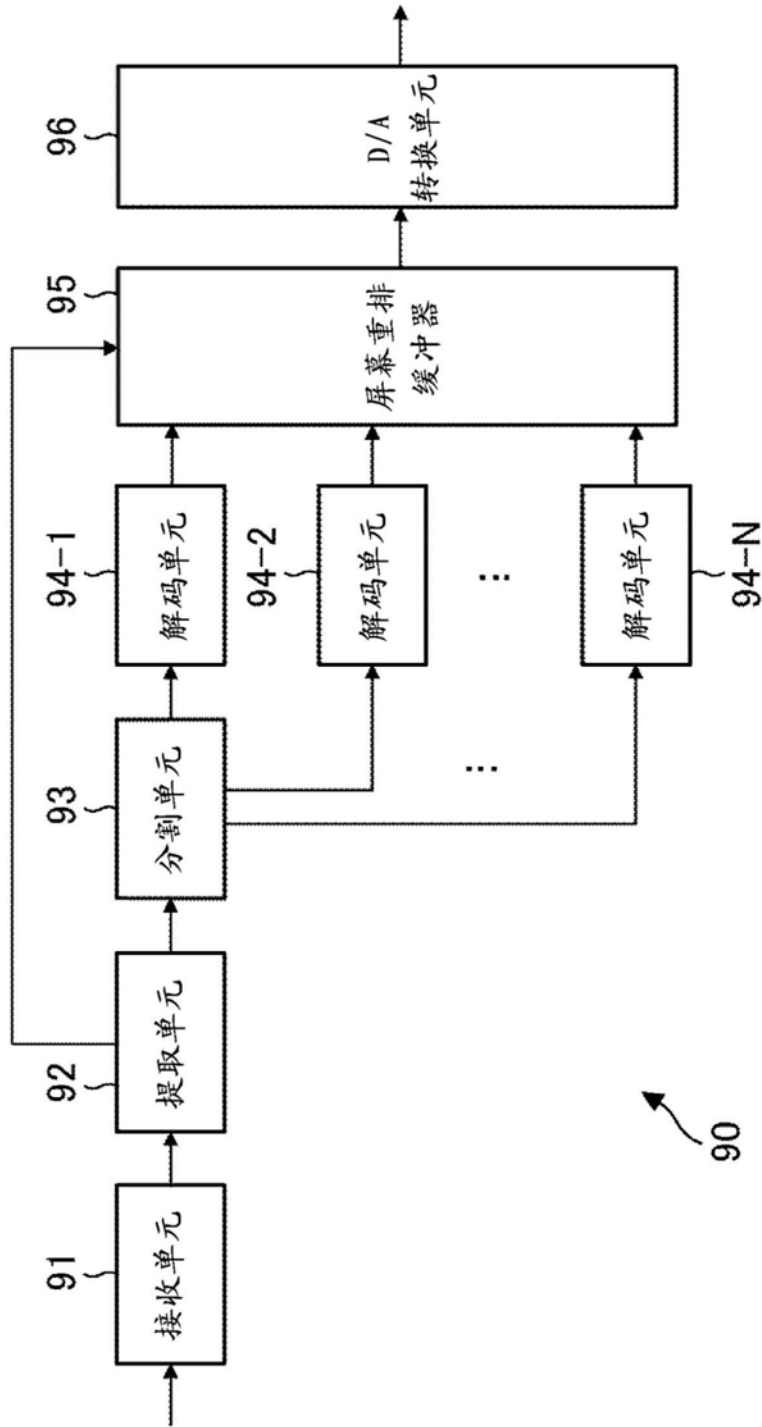 91
接收单元
92
提取单元
93
分割单元
94-1
解码单元
94-2
解码单元
...
...
94-N
解码单元
95
屏幕重排
缓冲器
96
D/A
转换单元
90